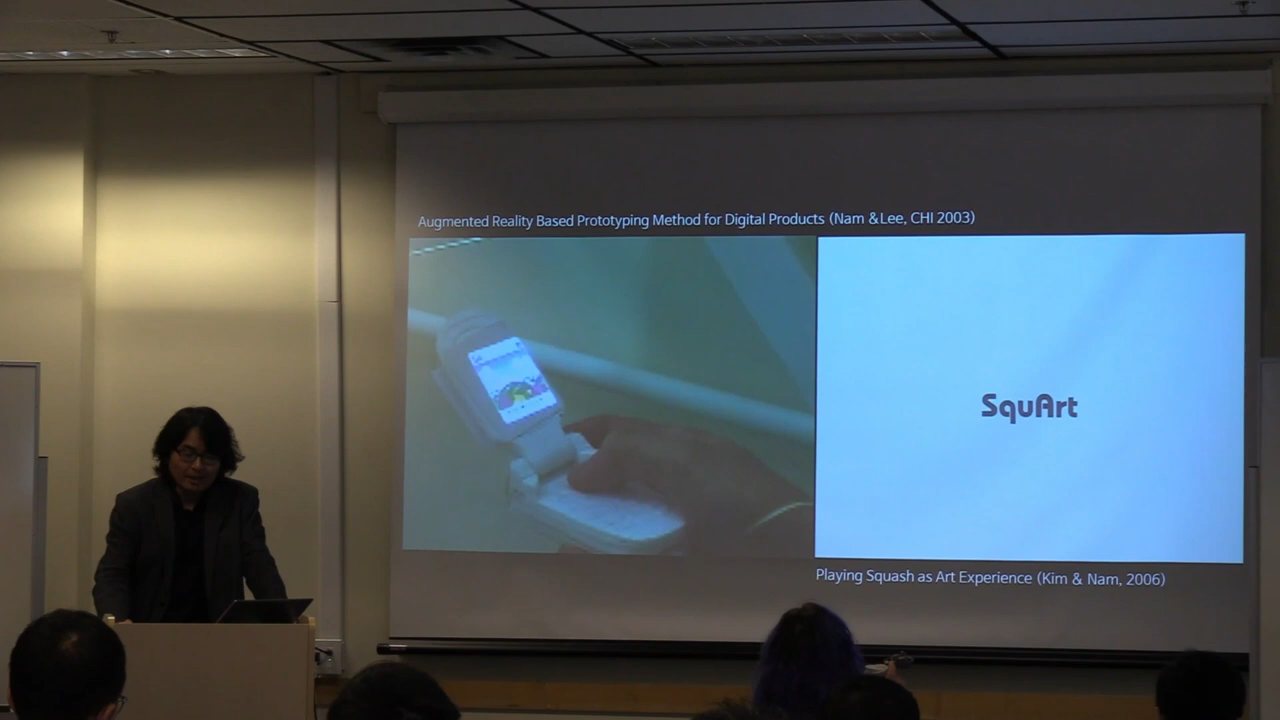 Augmented Reality Based Prototyping Method for Digital Products (Nam &Lee, CHI 2003)
SquArt
Playing Squash as Art Experience (Kim & Nam, 2006)